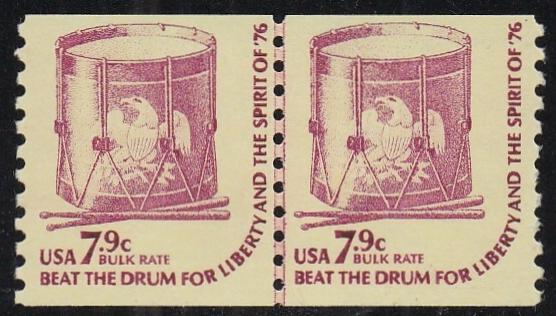 USA 7.9c
BULK RATE
BEAT THE DRUM FOR LIBERTY AND THE SPIRIT OF '76
USA 7.9c
BULK RATE
BEAT THE DRUM FOR LIBERTY AND THE SPIRIT OF '76